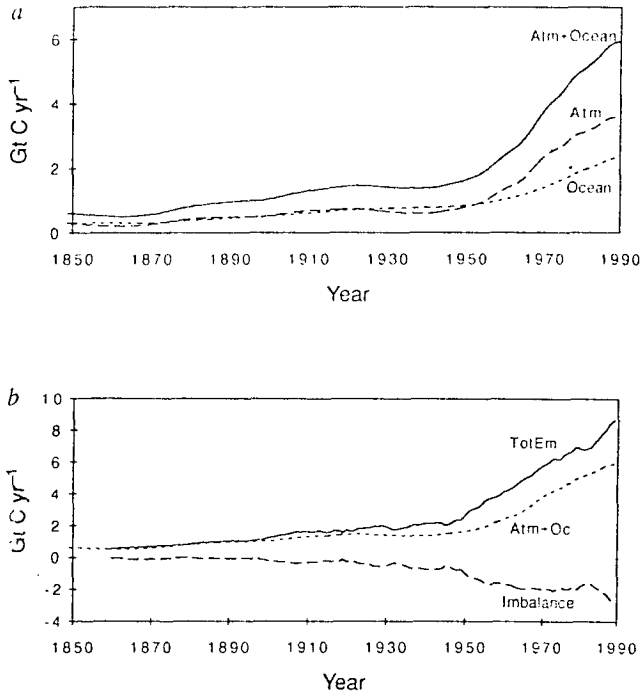 a
6
4
2
0
Gt C yr⁻¹
Atm+Ocean
Atm
Ocean
1850 1870 1890 1910 1930 1950 1970 1990
Year
b
10
8
6
4
2
0
-2
-4
Gt C yr⁻¹
TotEm
Atm+Oc
Imbalance
1850 1870 1890 1910 1930 1950 1970 1990
Year